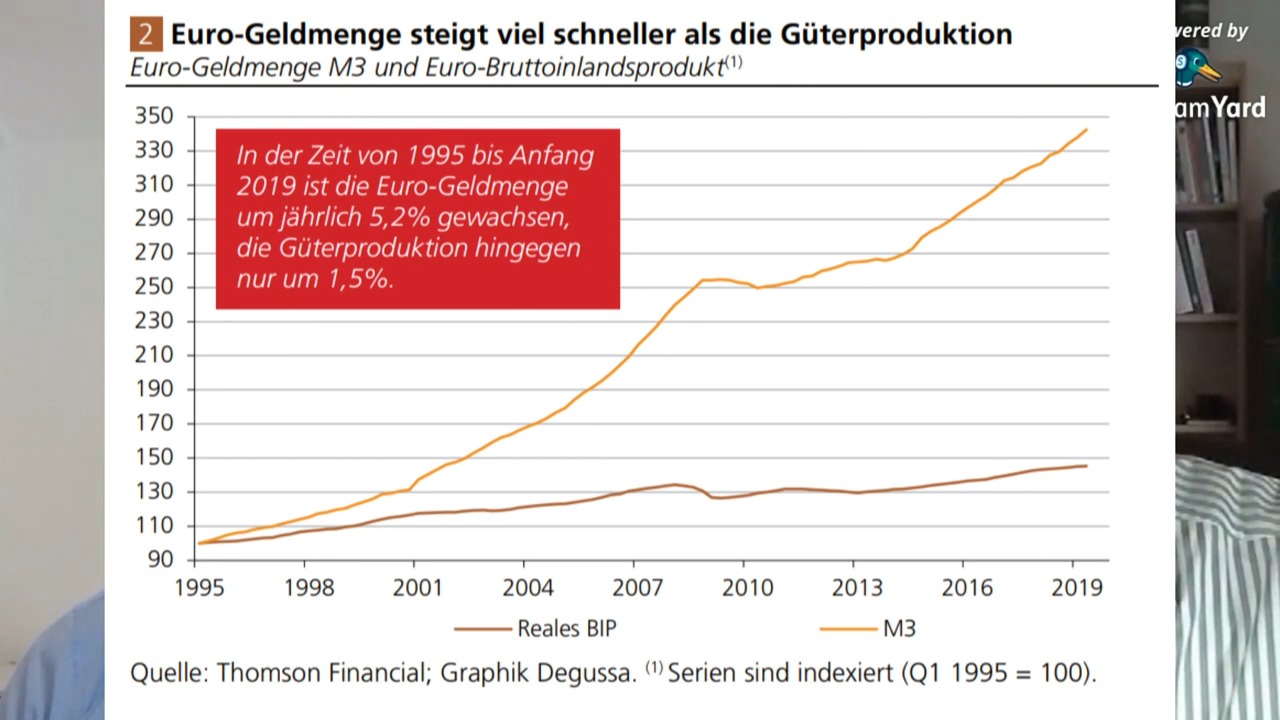 2 Euro-Geldmenge steigt viel schneller als die Güterproduktion
Euro-Geldmenge M3 und Euro-Bruttoinlandsprodukt(1)
350
330
310
290
270
250
230
210
190
170
150
130
110
90
In der Zeit von 1995 bis Anfang
2019 ist die Euro-Geldmenge
um jährlich 5,2% gewachsen,
die Güterproduktion hingegen
nur um 1,5%.
1995 1998 2001 2004 2007 2010 2013 2016 2019
Reales BIP M3
Quelle: Thomson Financial; Graphik Degussa. (1) Serien sind indexiert (Q1 1995 = 100).
vered by
S
amYard